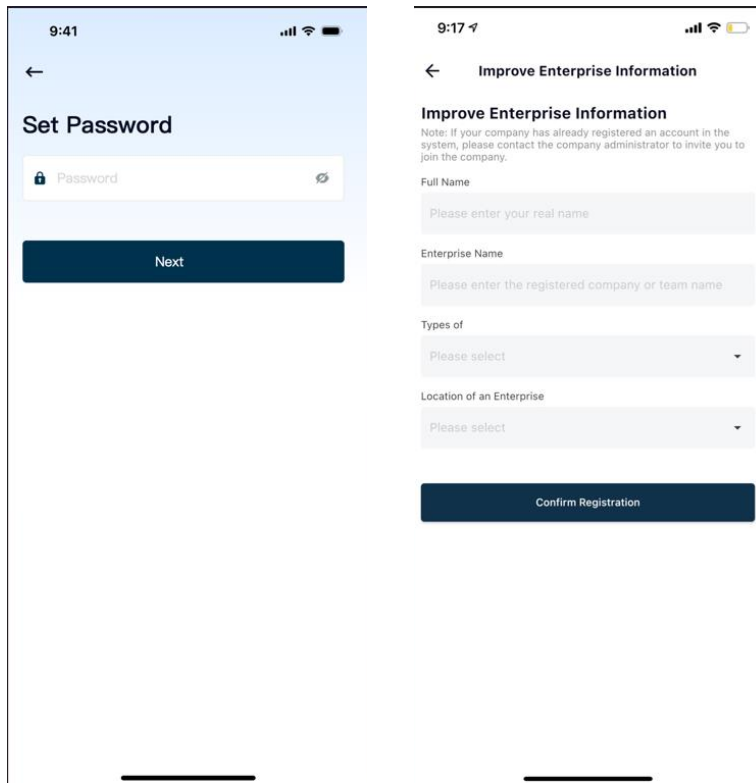 9:41
Set Password
Password
Next
9:17
Improve Enterprise Information
Improve Enterprise Information
Note: If your company has already registered an account in the
system, please contact the company administrator to invite you to
join the company.
Full Name
Please enter your real name
Enterprise Name
Please enter the registered company or team name
Types of
Please select
Location of an Enterprise
Please select
Confirm Registration